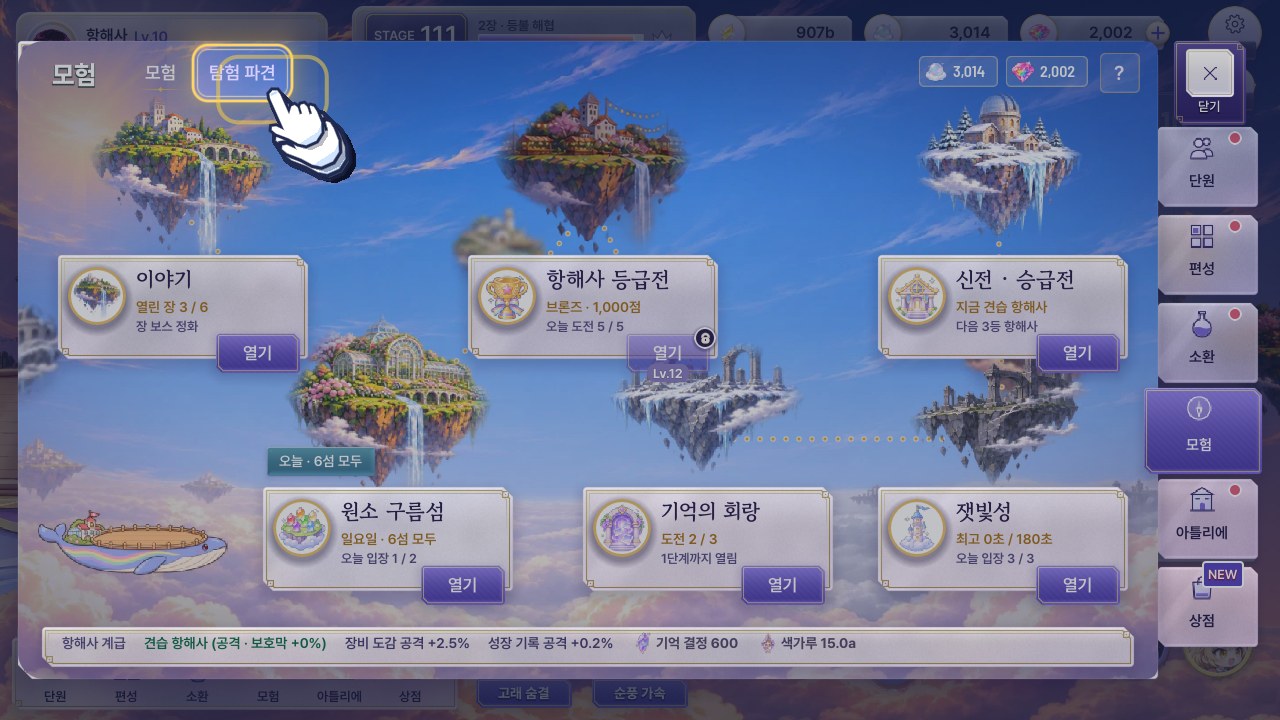 항해사 Lv.10
STAGE 111
2장 · 등불 해협
907b
3,014
2,002
모험
모험
탐험 파견
3,014
2,002
?
닫기
단원
편성
소환
모험
아틀리에
NEW
상점
이야기
열린 장 3 / 6
장 보스 정화
열기
항해사 등급전
브론즈 · 1,000점
오늘 도전 5 / 5
열기
Lv.12
신전 · 승급전
지금 견습 항해사
다음 3등 항해사
열기
오늘 · 6섬 모두
원소 구름섬
일요일 · 6섬 모두
오늘 입장 1 / 2
열기
기억의 회랑
도전 2 / 3
1단계까지 열림
열기
잿빛성
최고 0초 / 180초
오늘 입장 3 / 3
열기
항해사 계급 견습 항해사 (공격 · 보호막 +0%) 장비 도감 공격 +2.5% 성장 기록 공격 +0.2% 기억 결정 600 색가루 15.0a
단원 편성 소환 모험 아틀리에 상점
고래 숨결
순풍 가속